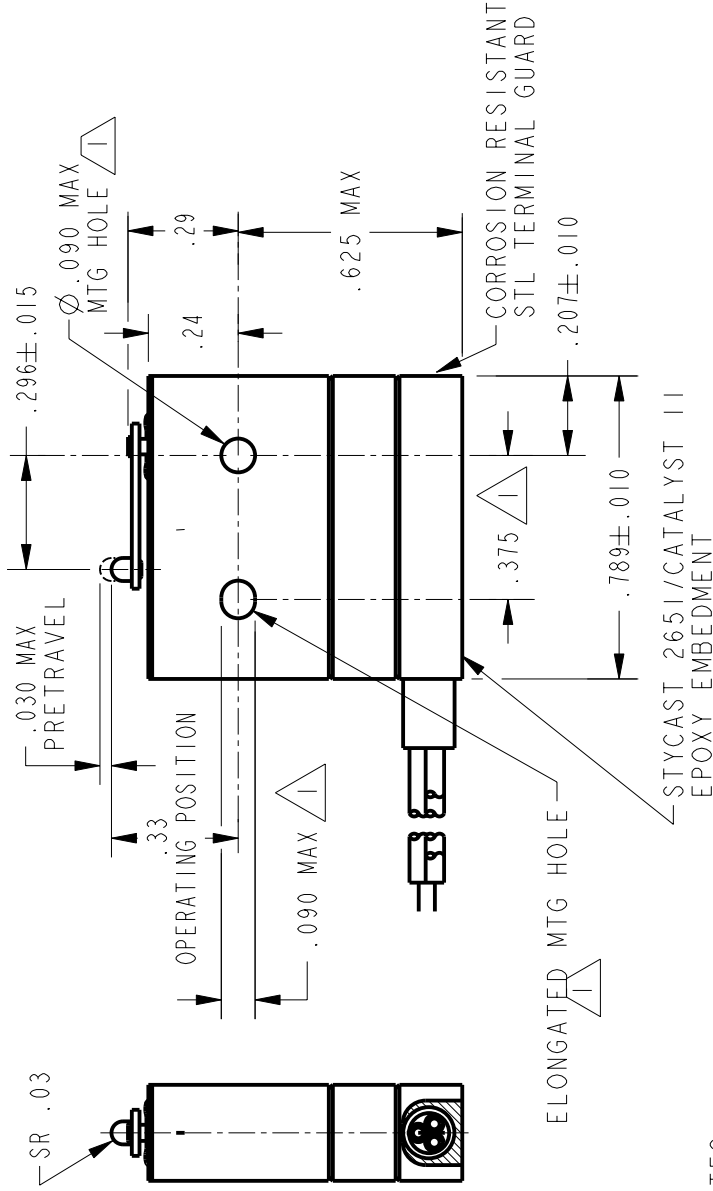 SR .03
.030 MAX
PRETRAVEL
.296±.015
Ø .090 MAX
MTG HOLE 1
.33
OPERATING POSITION
.24
.29
.090 MAX 1
.625 MAX
.375 1
CORROSION RESISTANT
STL TERMINAL GUARD
.207±.010
.789±.010
ELONGATED MTG HOLE
1
STYCAST 2651/CATALYST 11
EPOXY EMBEDMENT